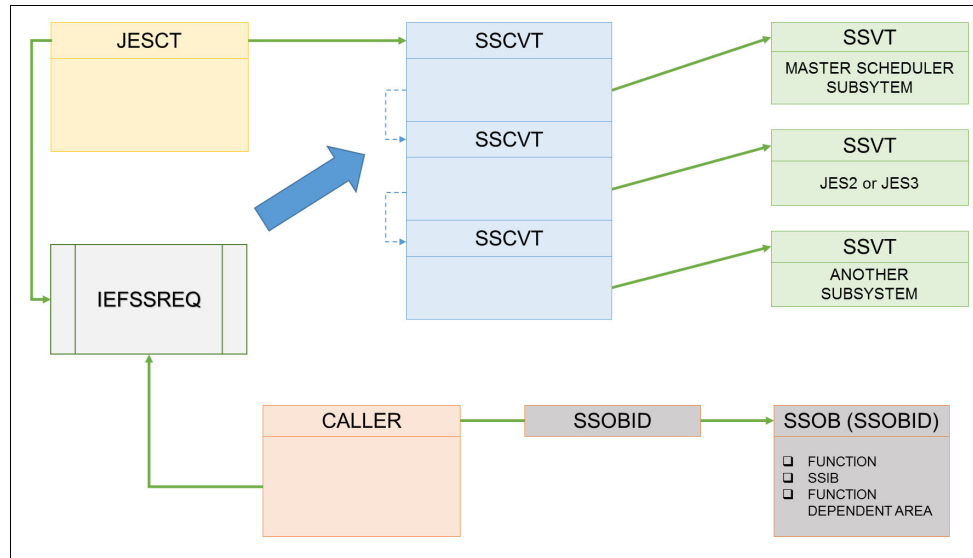 JESCT
SSCVT
SSVT
MASTER SCHEDULER
SUBSYTEM
SSCVT
SSVT
JES2 or JES3
SSCVT
SSVT
ANOTHER
SUBSYSTEM
IEFSSREQ
CALLER
SSOBID
SSOB (SSOBID)
FUNCTION
SSIB
FUNCTION
DEPENDENT AREA